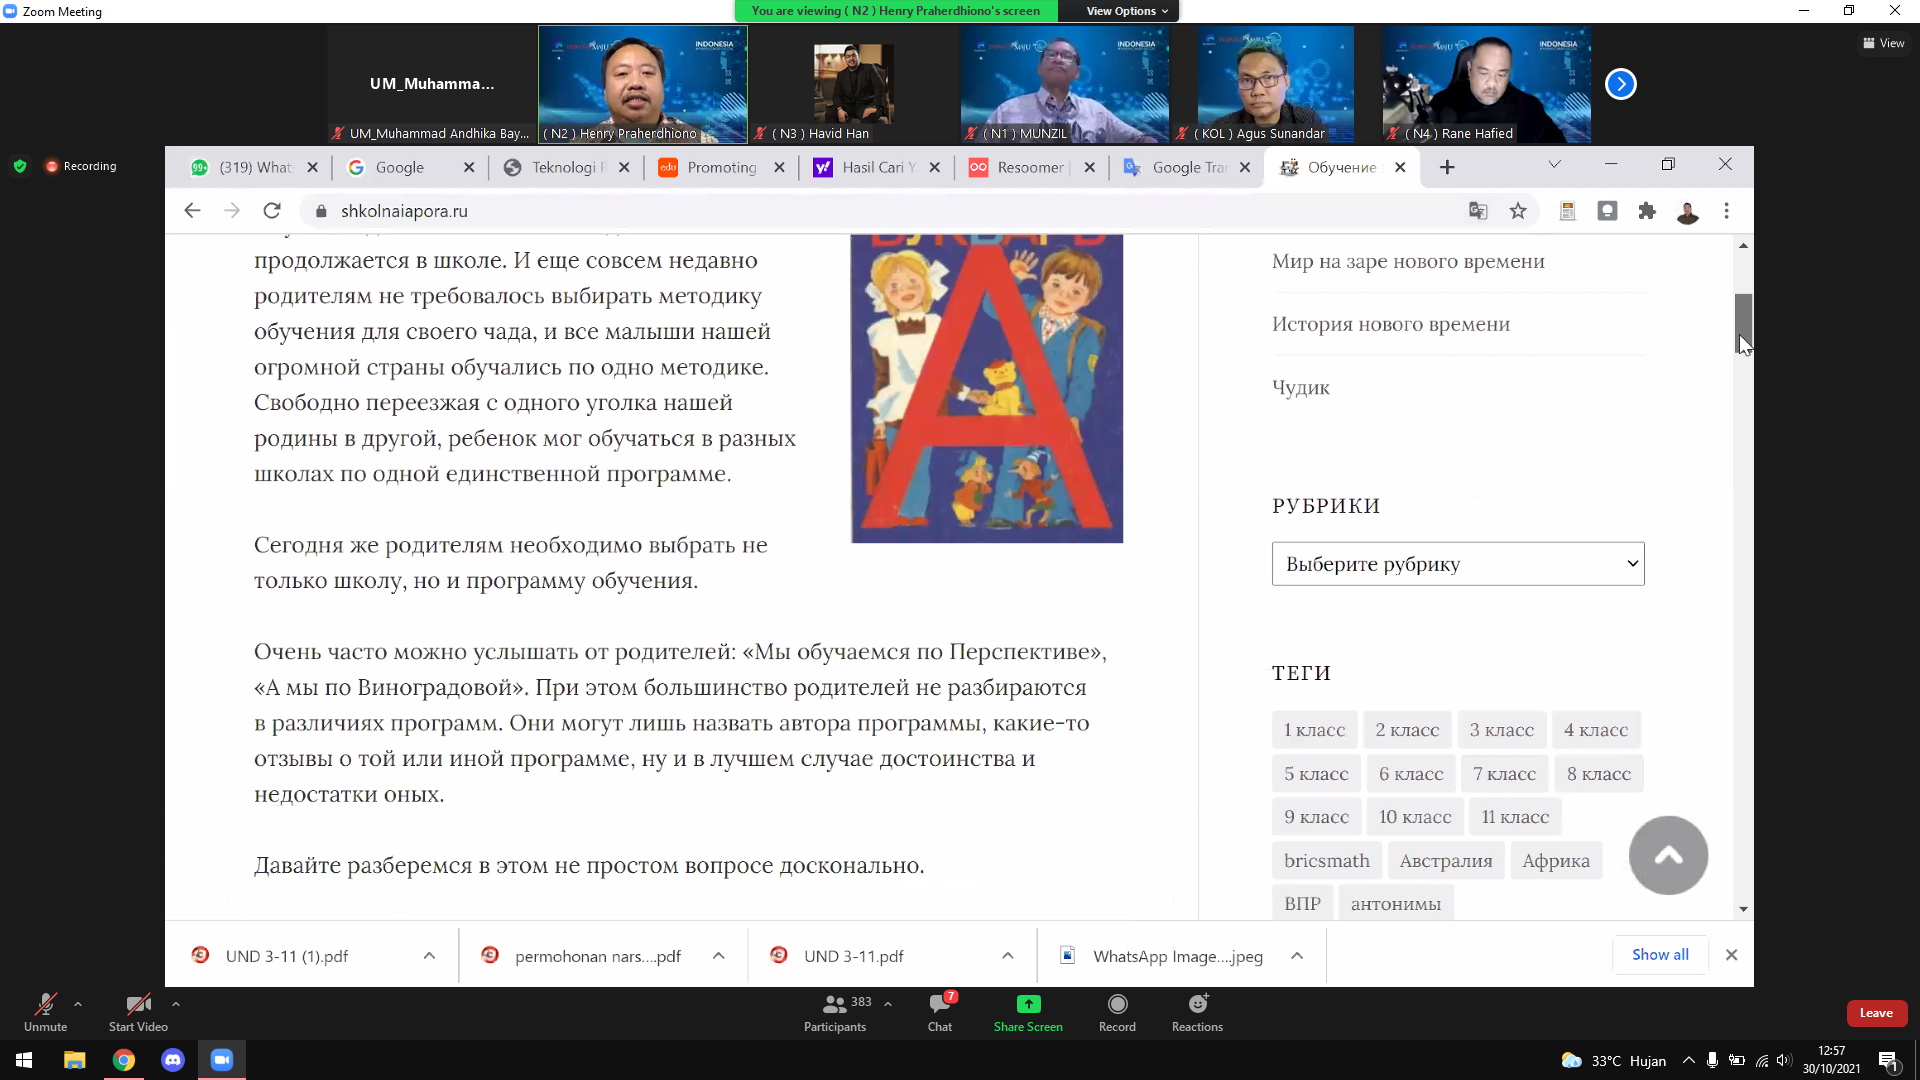 Zoom Meeting
You are viewing ( N2 ) Henry Praherdhiono's screen
View Options
View
UM_Muhamma...
UM_Muhammad Andhika Bay...
( N2 ) Henry Praherdhiono
( N3 ) Havid Han
( N1 ) MUNZIL
( KOL ) Agus Sunandar
( N4 ) Rane Hafied
INDONESIA
INDONESIA
INDONESIA
INDONESIA
Recording
(319) What
Google
Teknologi P
Promoting
Hasil Cari Y
Resoomer
Google Tran
Обучение
shkolnaiapora.ru
продолжается в школе. И еще совсем недавно
родителям не требовалось выбирать методику
обучения для своего чада, и все малыши нашей
огромной страны обучались по одно методике.
Свободно переезжая с одного уголка нашей
родины в другой, ребенок мог обучаться в разных
школах по одной единственной программе.
Сегодня же родителям необходимо выбрать не
только школу, но и программу обучения.
Очень часто можно услышать от родителей: «Мы обучаемся по Перспективе»,
«А мы по Виноградовой». При этом большинство родителей не разбираются
в различиях программ. Они могут лишь назвать автора программы, какие-то
отзывы о той или иной программе, ну и в лучшем случае достоинства и
недостатки оных.
Давайте разберемся в этом не простом вопросе досконально.
БУКВАРЬ
А
Мир на заре нового времени
История нового времени
Чудик
РУБРИКИ
Выберите рубрику
ТЕГИ
1 класс 2 класс 3 класс 4 класс
5 класс 6 класс 7 класс 8 класс
9 класс 10 класс 11 класс
bricsmath Австралия Африка
ВПР антонимы
UND 3-11 (1).pdf
permohonan nars....pdf
UND 3-11.pdf
WhatsApp Image....jpeg
Show all
Unmute
Start Video
383
Participants
7
Chat
Share Screen
Record
Reactions
Leave
33°C Hujan
12:57
30/10/2021
1